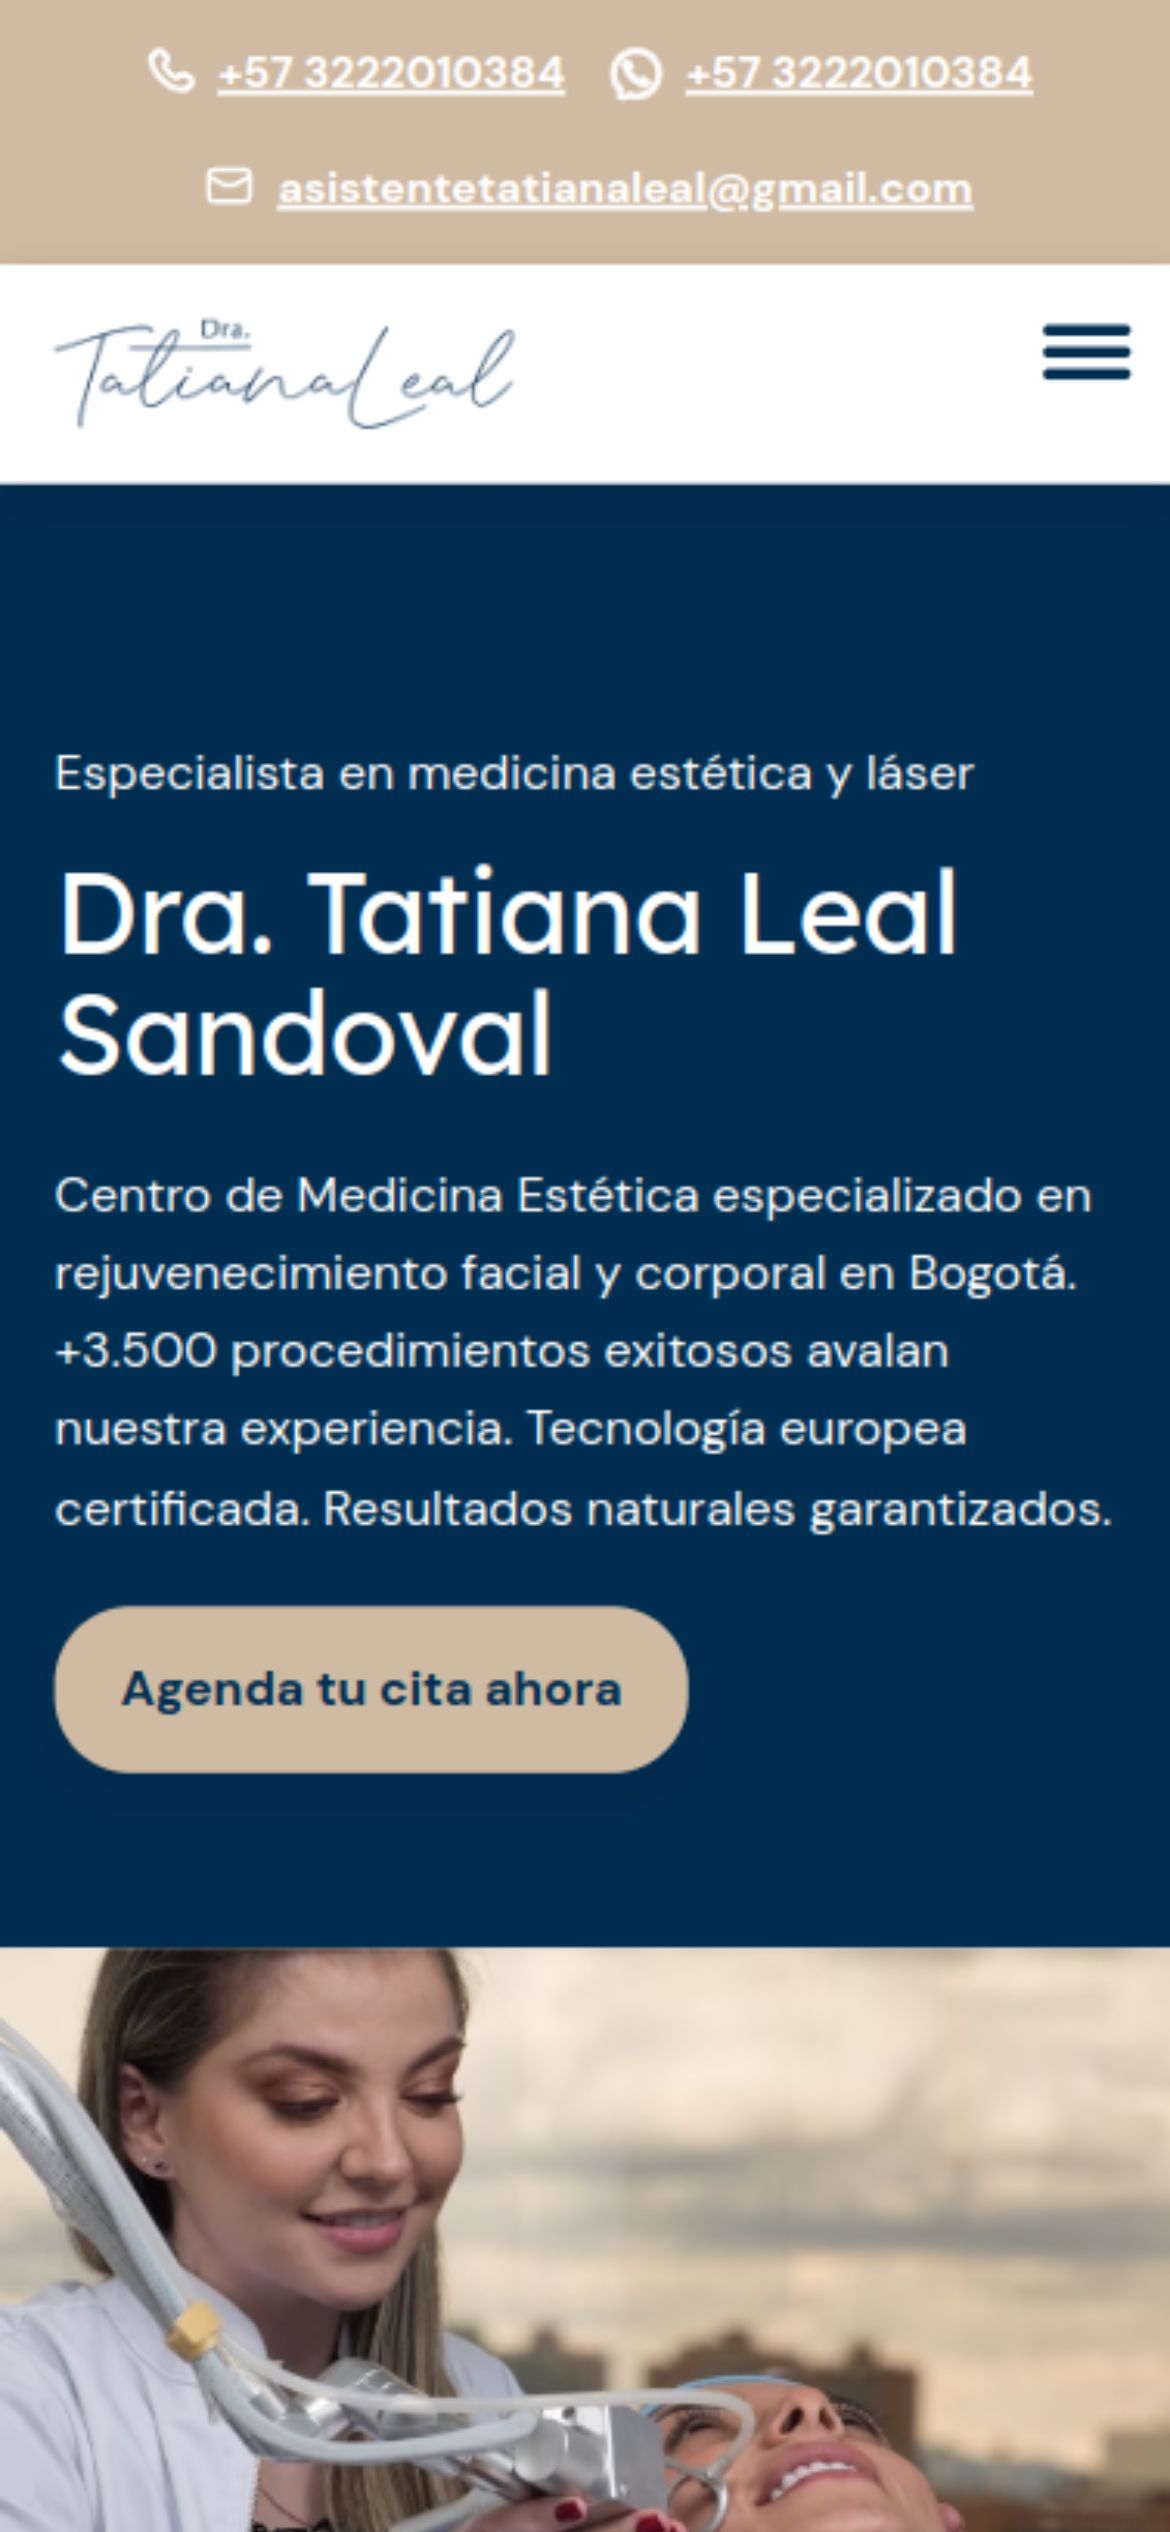 +57 3222010384 +57 3222010384
asistentetatianaleal@gmail.com
Dra.
Tatiana Leal
Especialista en medicina estética y láser
Dra. Tatiana Leal
Sandoval
Centro de Medicina Estética especializado en
rejuvenecimiento facial y corporal en Bogotá.
+3.500 procedimientos exitosos avalan
nuestra experiencia. Tecnología europea
certificada. Resultados naturales garantizados.
Agenda tu cita ahora